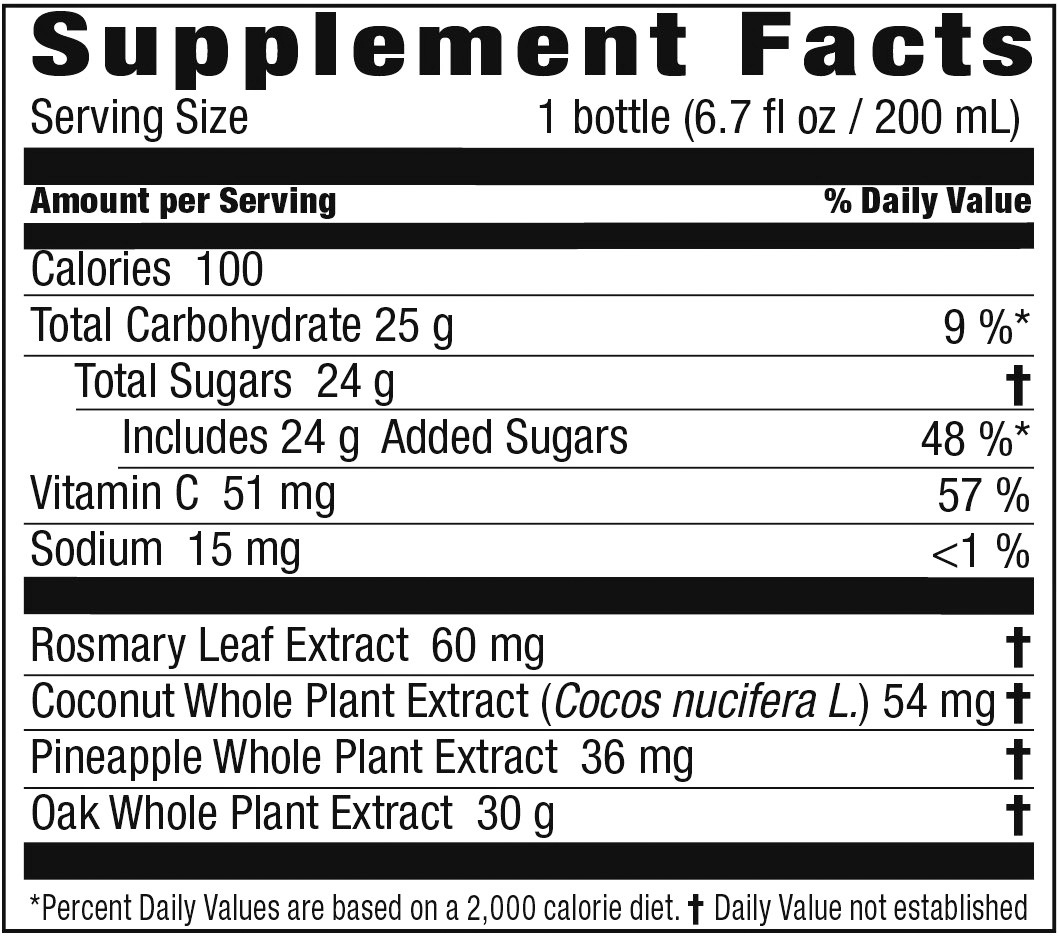 Supplement Facts
Serving Size 1 bottle (6.7 fl oz / 200 mL)
Amount per Serving % Daily Value
Calories 100
Total Carbohydrate 25 g 9 %*
Total Sugars 24 g †
Includes 24 g Added Sugars 48 %*
Vitamin C 51 mg 57 %
Sodium 15 mg <1 %
Rosmary Leaf Extract 60 mg †
Coconut Whole Plant Extract (Cocos nucifera L.) 54 mg †
Pineapple Whole Plant Extract 36 mg †
Oak Whole Plant Extract 30 g †
*Percent Daily Values are based on a 2,000 calorie diet. † Daily Value not established